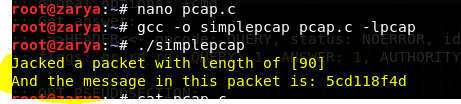 root@zarya:~# nano pcap.c
root@zarya:~# gcc -o simplepcap pcap.c -lpcap
root@zarya:~# ./simplepcap
Jacked a packet with length of [90]
And the message in this packet is: 5cd118f4d
root@zarya:~# cat pcap.c